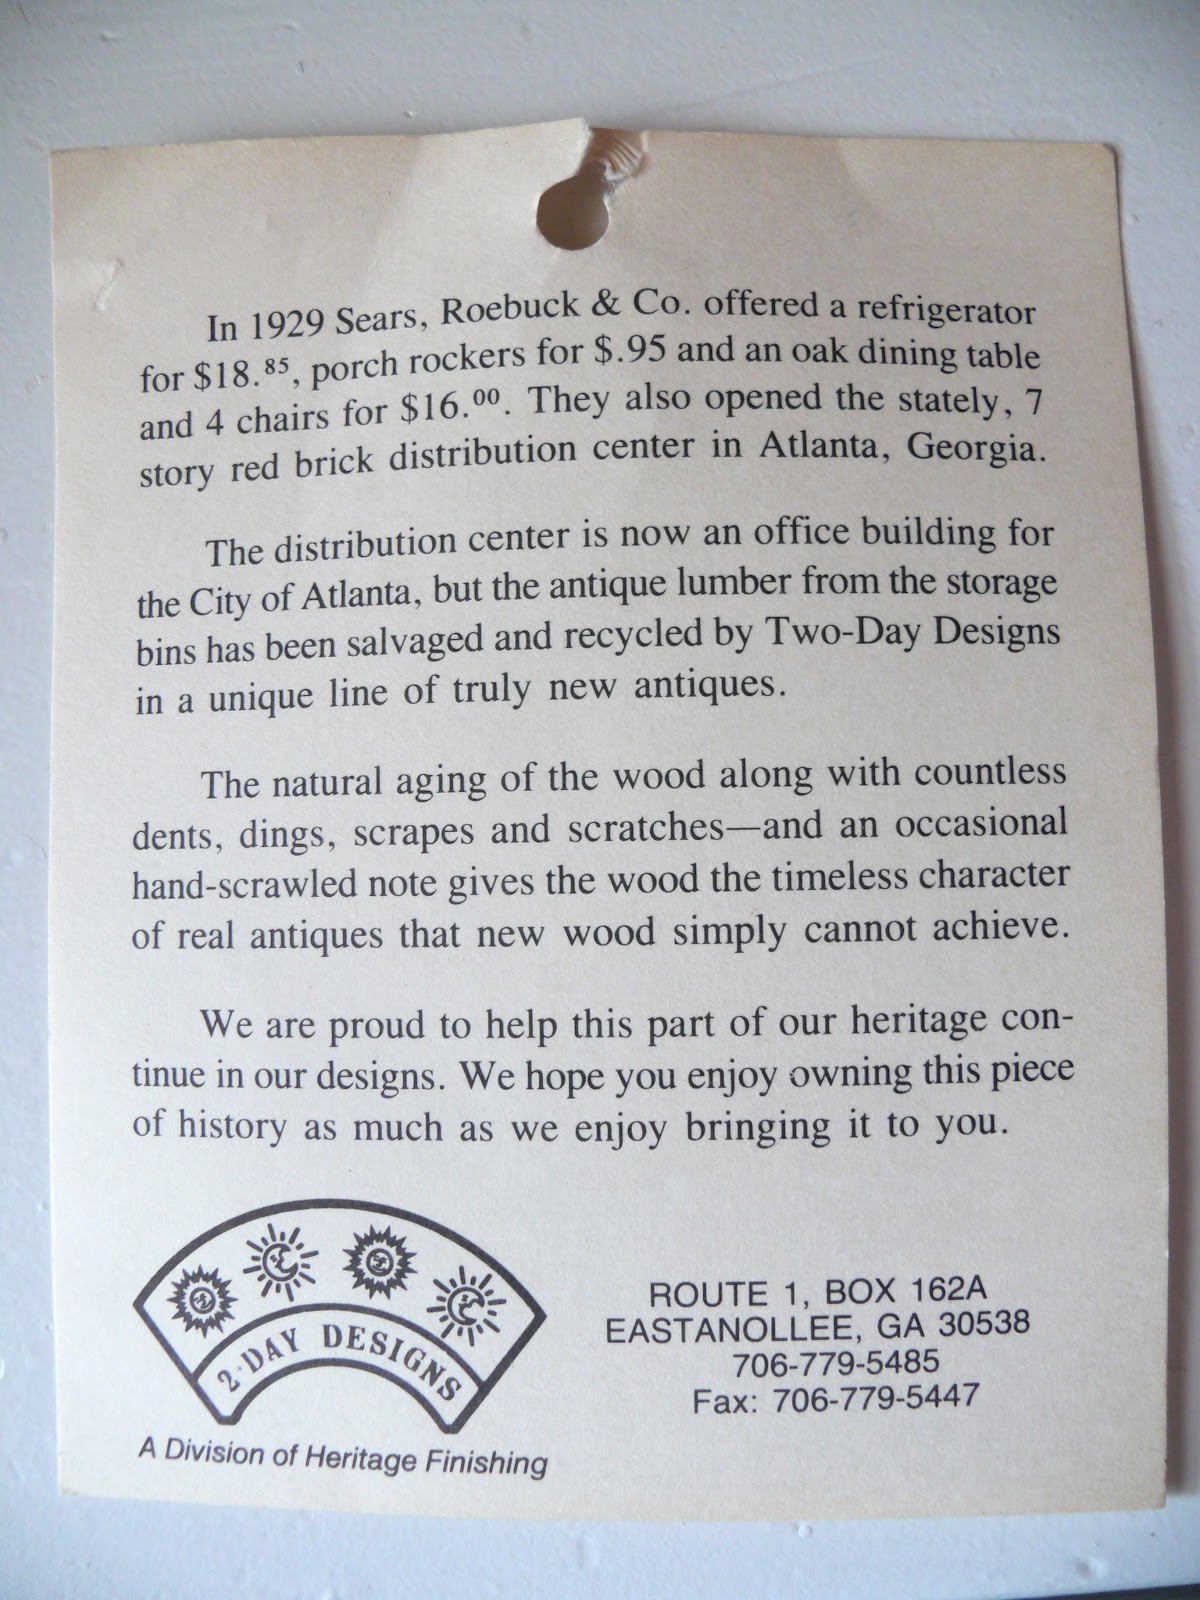 In 1929 Sears, Roebuck & Co. offered a refrigerator
for $18.⁸⁵, porch rockers for $.95 and an oak dining table
and 4 chairs for $16.⁰⁰. They also opened the stately, 7
story red brick distribution center in Atlanta, Georgia.
The distribution center is now an office building for
the City of Atlanta, but the antique lumber from the storage
bins has been salvaged and recycled by Two-Day Designs
in a unique line of truly new antiques.
The natural aging of the wood along with countless
dents, dings, scrapes and scratches—and an occasional
hand-scrawled note gives the wood the timeless character
of real antiques that new wood simply cannot achieve.
We are proud to help this part of our heritage con-
tinue in our designs. We hope you enjoy owning this piece
of history as much as we enjoy bringing it to you.
2·DAY DESIGNS
A Division of Heritage Finishing
ROUTE 1, BOX 162A
EASTANOLLEE, GA 30538
706-779-5485
Fax: 706-779-5447